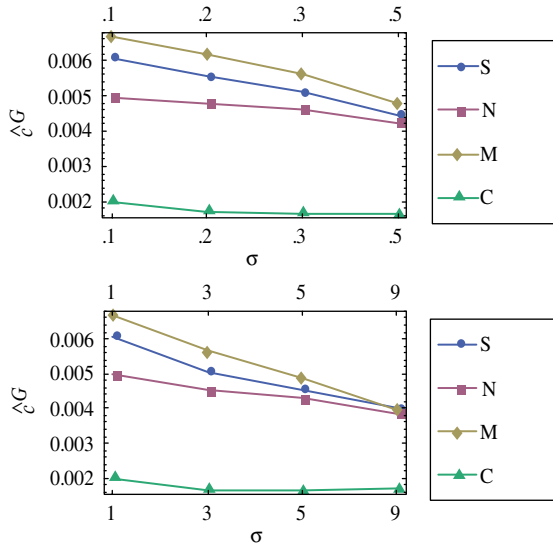 .1 .2 .3 .5
0.006
0.005
0.004
0.003
0.002
ĉG
.1 .2 .3 .5
σ
S
N
M
C
1 3 5 9
0.006
0.005
0.004
0.003
0.002
ĉG
1 3 5 9
σ
S
N
M
C